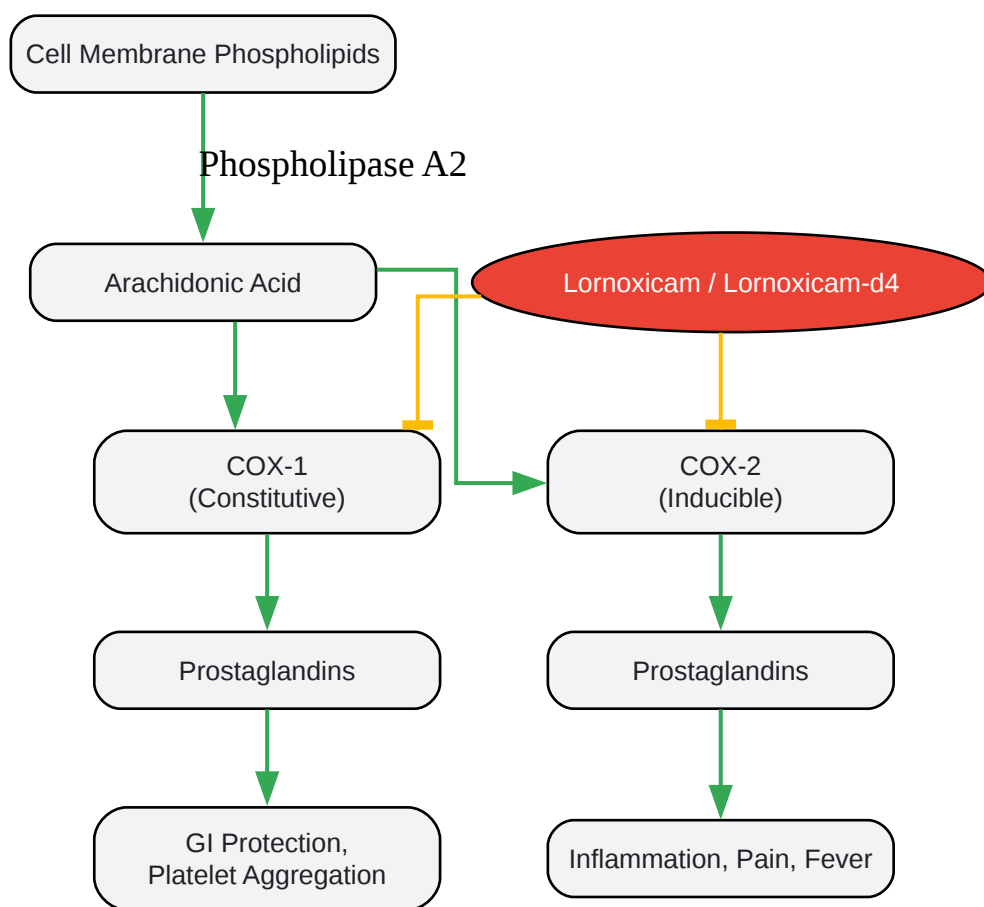 Cell Membrane Phospholipids
Phospholipase A2
Arachidonic Acid
Lornoxicam / Lornoxicam-d4
COX-1
(Constitutive)
COX-2
(Inducible)
Prostaglandins
Prostaglandins
GI Protection,
Platelet Aggregation
Inflammation, Pain, Fever